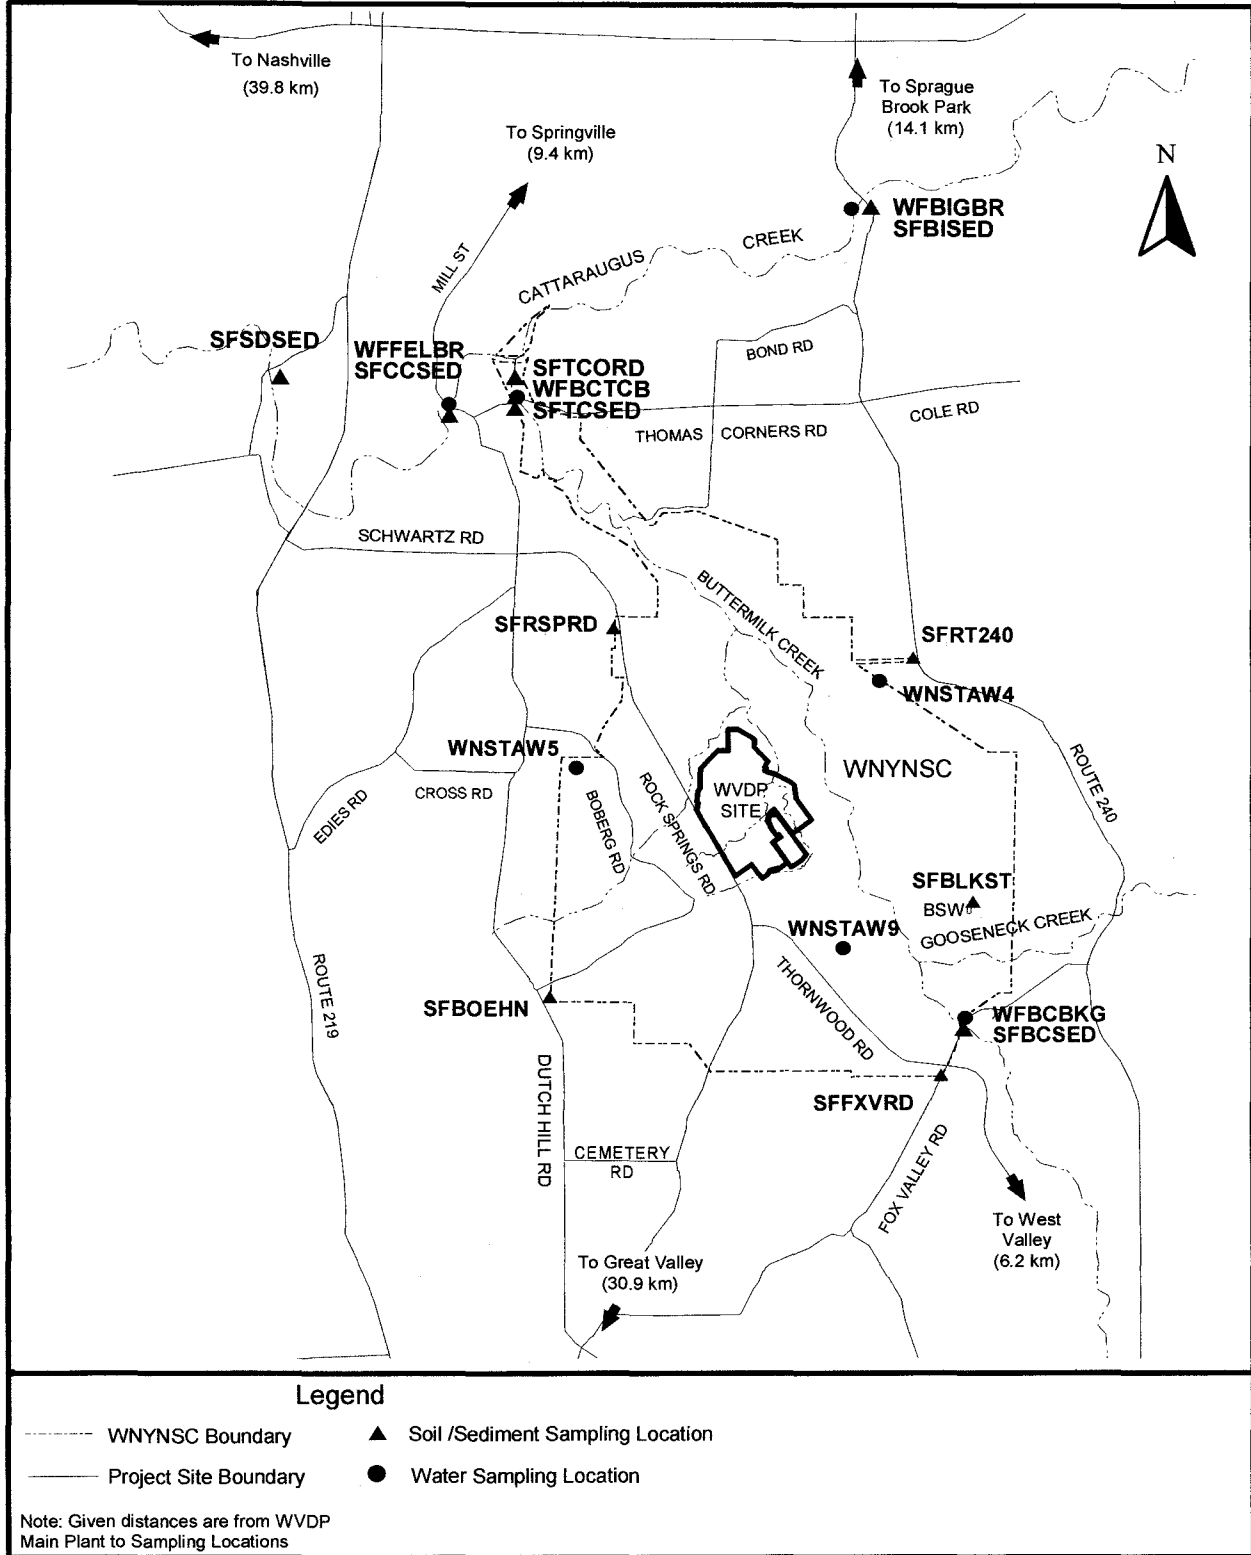 To Nashville
(39.8 km)
To Sprague
Brook Park
(14.1 km)
To Springville
(9.4 km)
N
WFBIGBR
SFBISED
MILL ST
CATTARAUGUS
CREEK
SFSDSED
WFFELBR
SFCCSED
SFTCORD
WFBCTCB
SFTCSED
BOND RD
COLE RD
THOMAS CORNERS RD
SCHWARTZ RD
BUTTERMILK CREEK
SFRSPRD
SFRT240
WNSTAW4
WNSTAW5
WNYNSC
ROUTE 240
CROSS RD
EDIES RD
BOBERG RD
ROCK SPRINGS RD
WVDP
SITE
SFBLKST
BSW
GOOSENECK CREEK
WNSTAW9
ROUTE 219
SFBOEHN
THORNWOOD RD
WFBCBKG
SFBCSED
SFFXVRD
DUTCH HILL RD
CEMETERY
RD
FOX VALLEY RD
To West
Valley
(6.2 km)
To Great Valley
(30.9 km)
Legend
WNYNSC Boundary
Soil /Sediment Sampling Location
Project Site Boundary
Water Sampling Location
Note: Given distances are from WVDP
Main Plant to Sampling Locations